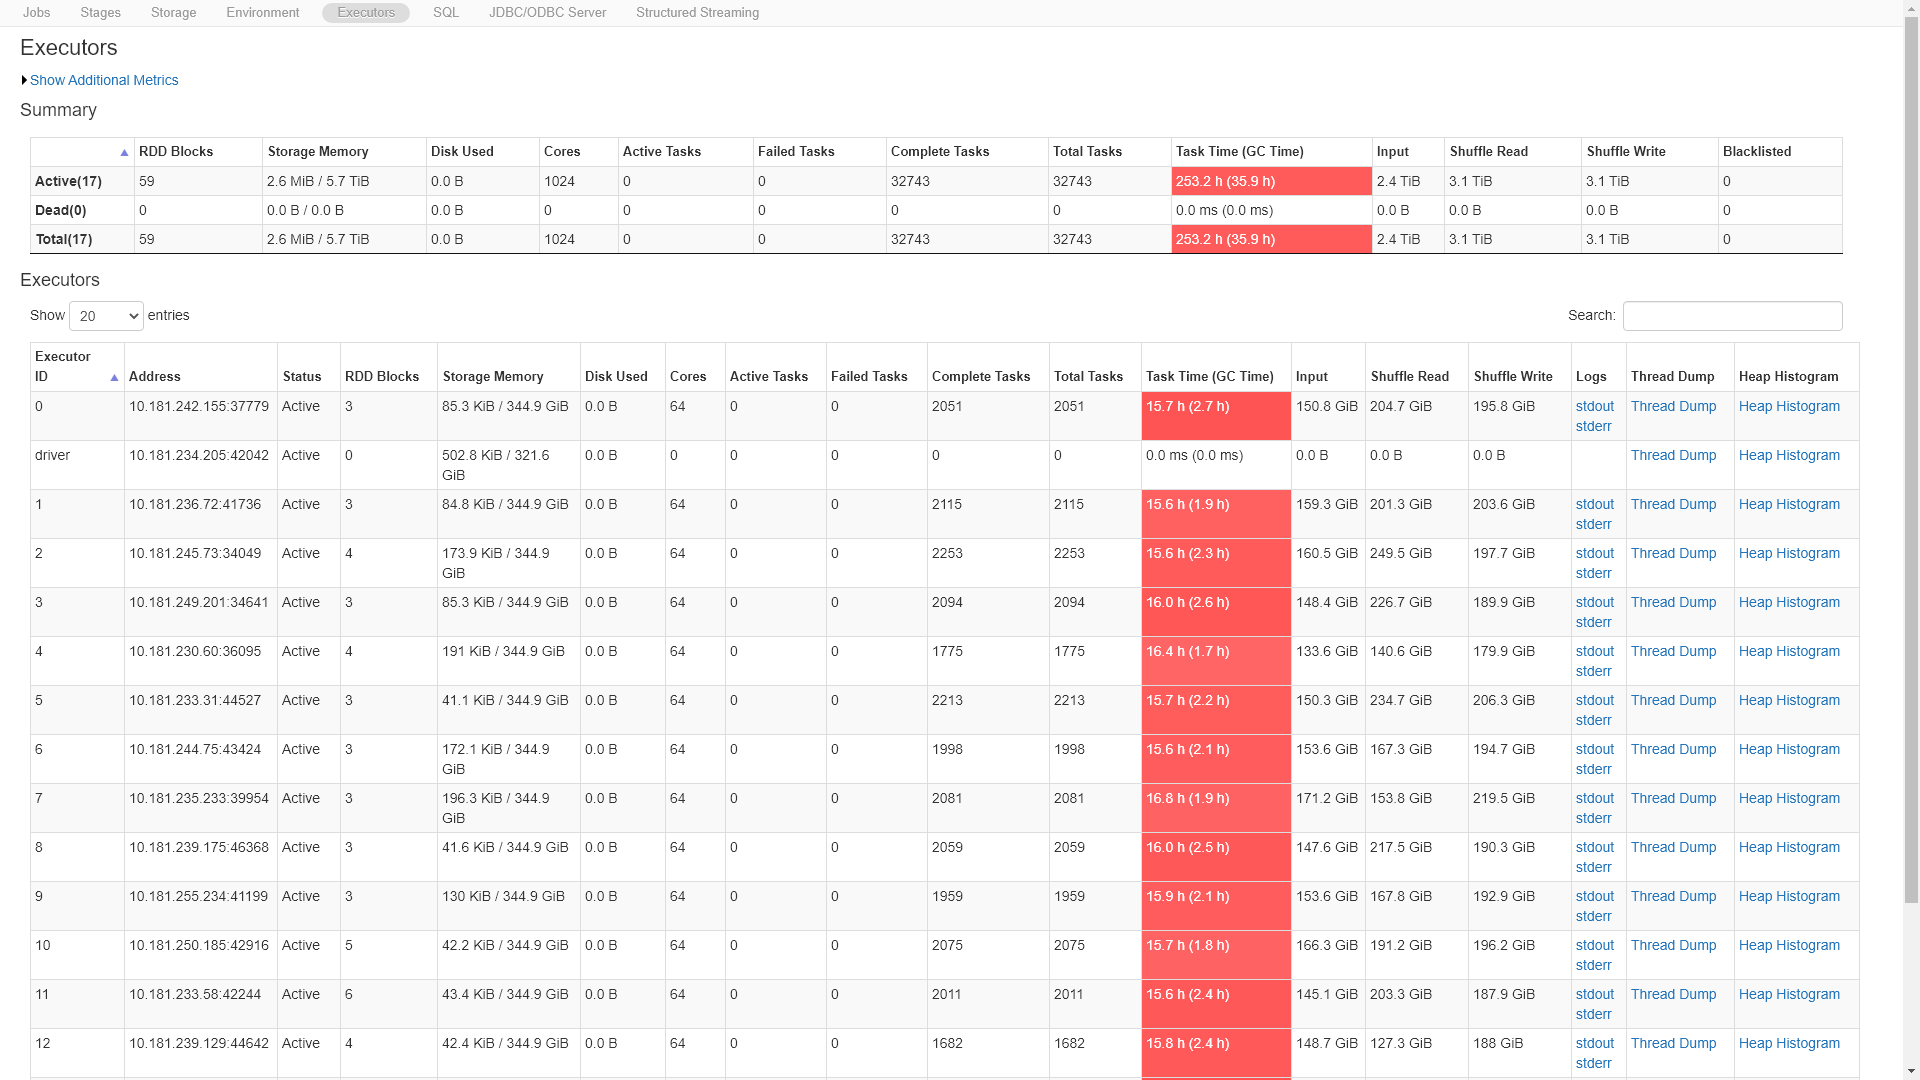 Jobs Stages Storage Environment Executors SQL JDBC/ODBC Server Structured Streaming
Executors
Show Additional Metrics
Summary
RDD Blocks Storage Memory Disk Used Cores Active Tasks Failed Tasks Complete Tasks Total Tasks Task Time (GC Time) Input Shuffle Read Shuffle Write Blacklisted
Active(17) 59 2.6 MiB / 5.7 TiB 0.0 B 1024 0 0 32743 32743 253.2 h (35.9 h) 2.4 TiB 3.1 TiB 3.1 TiB 0
Dead(0) 0 0.0 B / 0.0 B 0.0 B 0 0 0 0 0 0.0 ms (0.0 ms) 0.0 B 0.0 B 0.0 B 0
Total(17) 59 2.6 MiB / 5.7 TiB 0.0 B 1024 0 0 32743 32743 253.2 h (35.9 h) 2.4 TiB 3.1 TiB 3.1 TiB 0
Executors
Show 20 entries Search:
Executor
ID Address Status RDD Blocks Storage Memory Disk Used Cores Active Tasks Failed Tasks Complete Tasks Total Tasks Task Time (GC Time) Input Shuffle Read Shuffle Write Logs Thread Dump Heap Histogram
0 10.181.242.155:37779 Active 3 85.3 KiB / 344.9 GiB 0.0 B 64 0 0 2051 2051 15.7 h (2.7 h) 150.8 GiB 204.7 GiB 195.8 GiB stdout Thread Dump Heap Histogram
stderr
driver 10.181.234.205:42042 Active 0 502.8 KiB / 321.6 0.0 B 0 0 0 0 0 0.0 ms (0.0 ms) 0.0 B 0.0 B 0.0 B Thread Dump Heap Histogram
GiB
1 10.181.236.72:41736 Active 3 84.8 KiB / 344.9 GiB 0.0 B 64 0 0 2115 2115 15.6 h (1.9 h) 159.3 GiB 201.3 GiB 203.6 GiB stdout Thread Dump Heap Histogram
stderr
2 10.181.245.73:34049 Active 4 173.9 KiB / 344.9 0.0 B 64 0 0 2253 2253 15.6 h (2.3 h) 160.5 GiB 249.5 GiB 197.7 GiB stdout Thread Dump Heap Histogram
GiB stderr
3 10.181.249.201:34641 Active 3 85.3 KiB / 344.9 GiB 0.0 B 64 0 0 2094 2094 16.0 h (2.6 h) 148.4 GiB 226.7 GiB 189.9 GiB stdout Thread Dump Heap Histogram
stderr
4 10.181.230.60:36095 Active 4 191 KiB / 344.9 GiB 0.0 B 64 0 0 1775 1775 16.4 h (1.7 h) 133.6 GiB 140.6 GiB 179.9 GiB stdout Thread Dump Heap Histogram
stderr
5 10.181.233.31:44527 Active 3 41.1 KiB / 344.9 GiB 0.0 B 64 0 0 2213 2213 15.7 h (2.2 h) 150.3 GiB 234.7 GiB 206.3 GiB stdout Thread Dump Heap Histogram
stderr
6 10.181.244.75:43424 Active 3 172.1 KiB / 344.9 0.0 B 64 0 0 1998 1998 15.6 h (2.1 h) 153.6 GiB 167.3 GiB 194.7 GiB stdout Thread Dump Heap Histogram
GiB stderr
7 10.181.235.233:39954 Active 3 196.3 KiB / 344.9 0.0 B 64 0 0 2081 2081 16.8 h (1.9 h) 171.2 GiB 153.8 GiB 219.5 GiB stdout Thread Dump Heap Histogram
GiB stderr
8 10.181.239.175:46368 Active 3 41.6 KiB / 344.9 GiB 0.0 B 64 0 0 2059 2059 16.0 h (2.5 h) 147.6 GiB 217.5 GiB 190.3 GiB stdout Thread Dump Heap Histogram
stderr
9 10.181.255.234:41199 Active 3 130 KiB / 344.9 GiB 0.0 B 64 0 0 1959 1959 15.9 h (2.1 h) 153.6 GiB 167.8 GiB 192.9 GiB stdout Thread Dump Heap Histogram
stderr
10 10.181.250.185:42916 Active 5 42.2 KiB / 344.9 GiB 0.0 B 64 0 0 2075 2075 15.7 h (1.8 h) 166.3 GiB 191.2 GiB 196.2 GiB stdout Thread Dump Heap Histogram
stderr
11 10.181.233.58:42244 Active 6 43.4 KiB / 344.9 GiB 0.0 B 64 0 0 2011 2011 15.6 h (2.4 h) 145.1 GiB 203.3 GiB 187.9 GiB stdout Thread Dump Heap Histogram
stderr
12 10.181.239.129:44642 Active 4 42.4 KiB / 344.9 GiB 0.0 B 64 0 0 1682 1682 15.8 h (2.4 h) 148.7 GiB 127.3 GiB 188 GiB stdout Thread Dump Heap Histogram
stderr